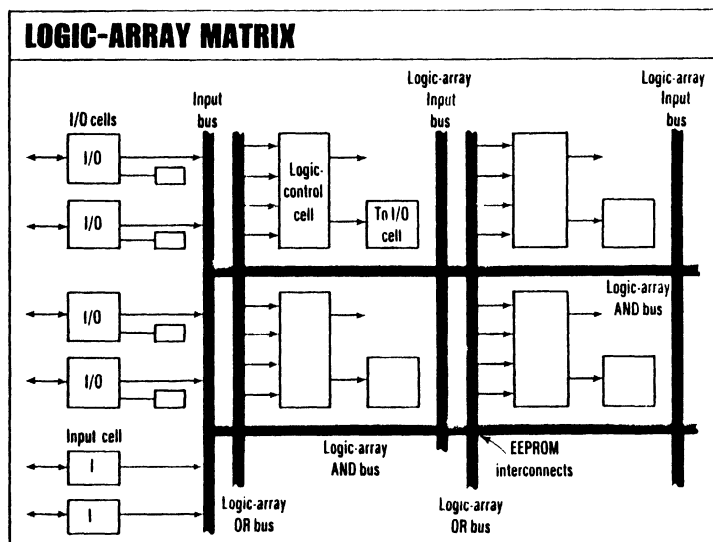 LOGIC-ARRAY MATRIX
Input
bus
Logic-array
Input
bus
Logic-array
Input
bus
I/O cells
I/O
I/O
I/O
I/O
Logic-
control
cell
To I/O
cell
Logic-array
AND bus
Input cell
I
I
Logic-array
AND bus
EEPROM
interconnects
Logic-array
OR bus
Logic-array
OR bus